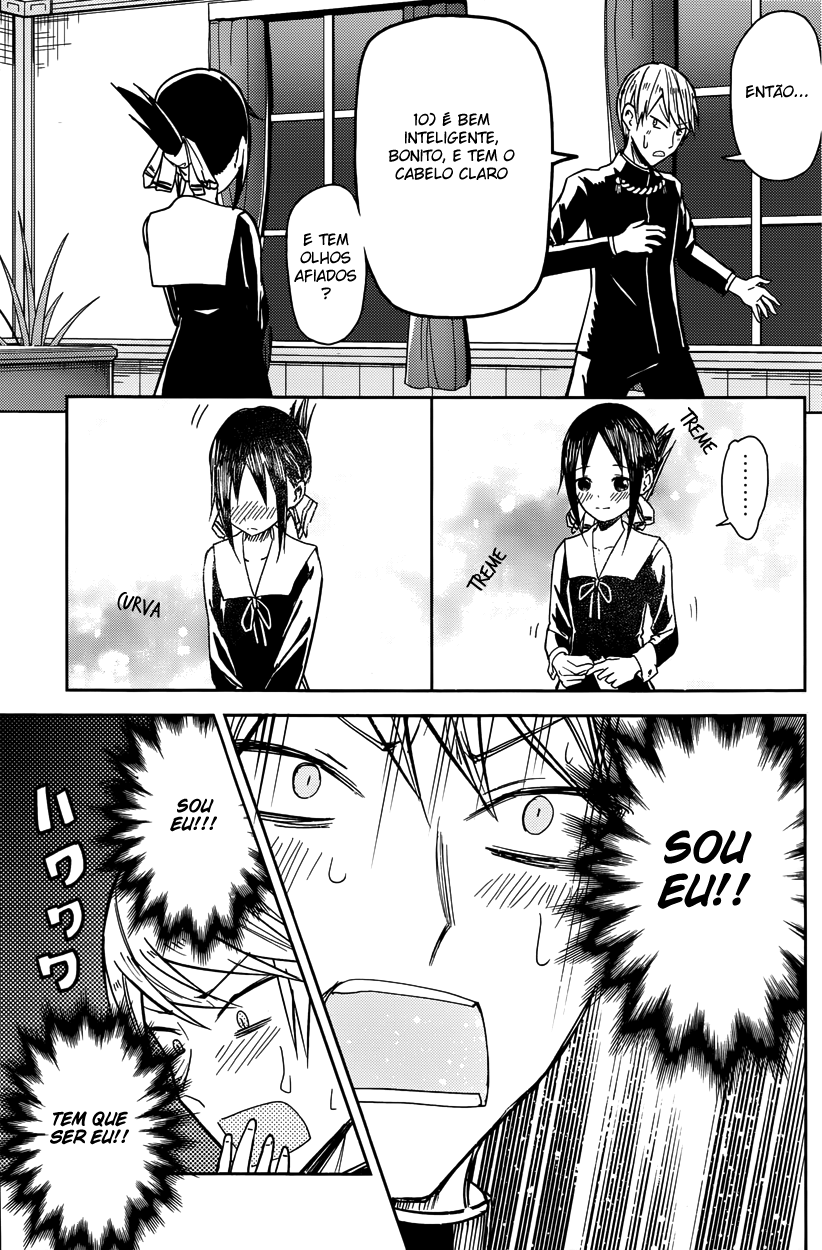 ENTÃO...
10) É BEM
INTELIGENTE,
BONITO, E TEM O
CABELO CLARO
E TEM
OLHOS
AFIADOS
?
........
TREME
TREME
CURVA
SOU
EU!!
SOU
EU!!!
ハワワワ
TEM QUE
SER EU!!